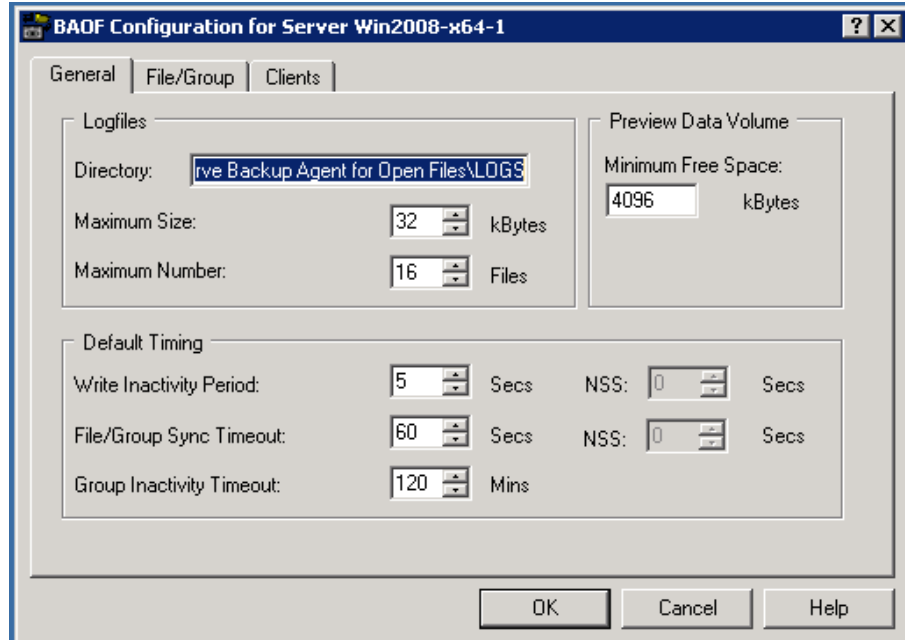 BAOF Configuration for Server Win2008-x64-1
General File/Group Clients
Logfiles
Directory: rve Backup Agent for Open Files\LOGS
Maximum Size: 32 kBytes
Maximum Number: 16 Files
Preview Data Volume
Minimum Free Space:
4096 kBytes
Default Timing
Write Inactivity Period: 5 Secs NSS: 0 Secs
File/Group Sync Timeout: 60 Secs NSS: 0 Secs
Group Inactivity Timeout: 120 Mins
OK Cancel Help